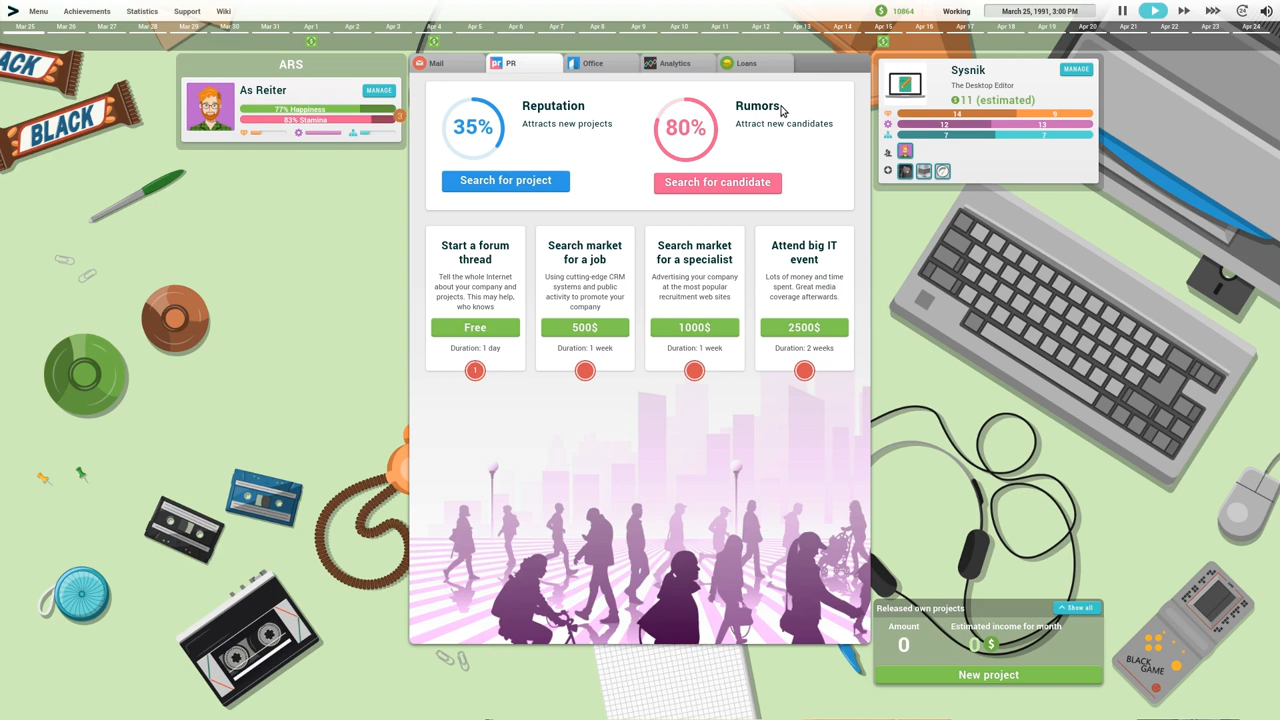 > Menu Achievements Statistics Support Wiki
$ 10864 Working March 25, 1991, 3:00 PM 24
Mar 25 Mar 26 Mar 27 Mar 28 Mar 29 Mar 30 Mar 31 Apr 1 Apr 2 Apr 3 Apr 4 Apr 5 Apr 6 Apr 7 Apr 8 Apr 9 Apr 10 Apr 11 Apr 12 Apr 13 Apr 14 Apr 15 Apr 16 Apr 17 Apr 18 Apr 19 Apr 20 Apr 21 Apr 22 Apr 23 Apr 24
ACK
BLACK
ARS
As Reiter
MANAGE
77% Happiness
83% Stamina
3
Mail
pr PR
Office
Analytics
Loans
35%
Reputation
Attracts new projects
Search for project
80%
Rumors
Attract new candidates
Search for candidate
Start a forum
thread
Tell the whole Internet
about your company and
projects. This may help,
who knows
Free
Duration: 1 day
1
Search market
for a job
Using cutting-edge CRM
systems and public
activity to promote your
company
500$
Duration: 1 week
Search market
for a specialist
Advertising your company
at the most popular
recruitment web sites
1000$
Duration: 1 week
Attend big IT
event
Lots of money and time
spent. Great media
coverage afterwards.
2500$
Duration: 2 weeks
Sysnik
MANAGE
The Desktop Editor
$ 11 (estimated)
14 9
12 13
7 7
Released own projects
Show all
Amount
0
Estimated income for month
0 $
New project
BLACK
GAME